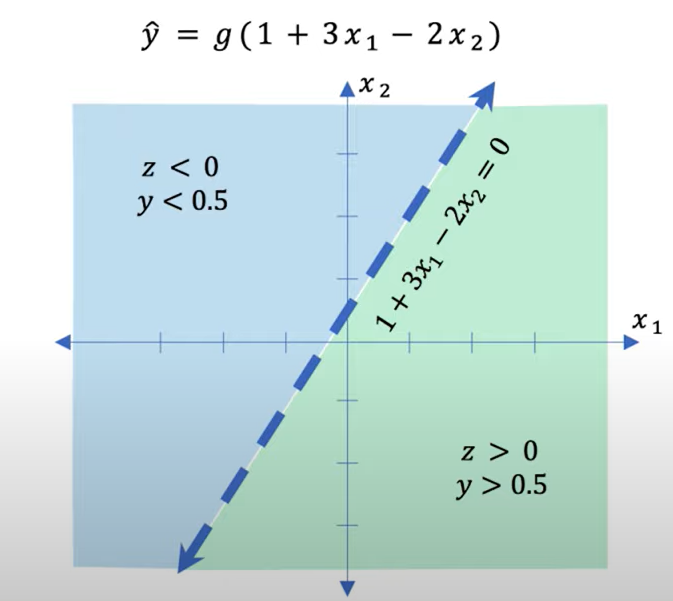 ŷ = g(1 + 3x₁ − 2x₂)
x₂
z < 0
y < 0.5
1 + 3x₁ − 2x₂ = 0
x₁
z > 0
y > 0.5